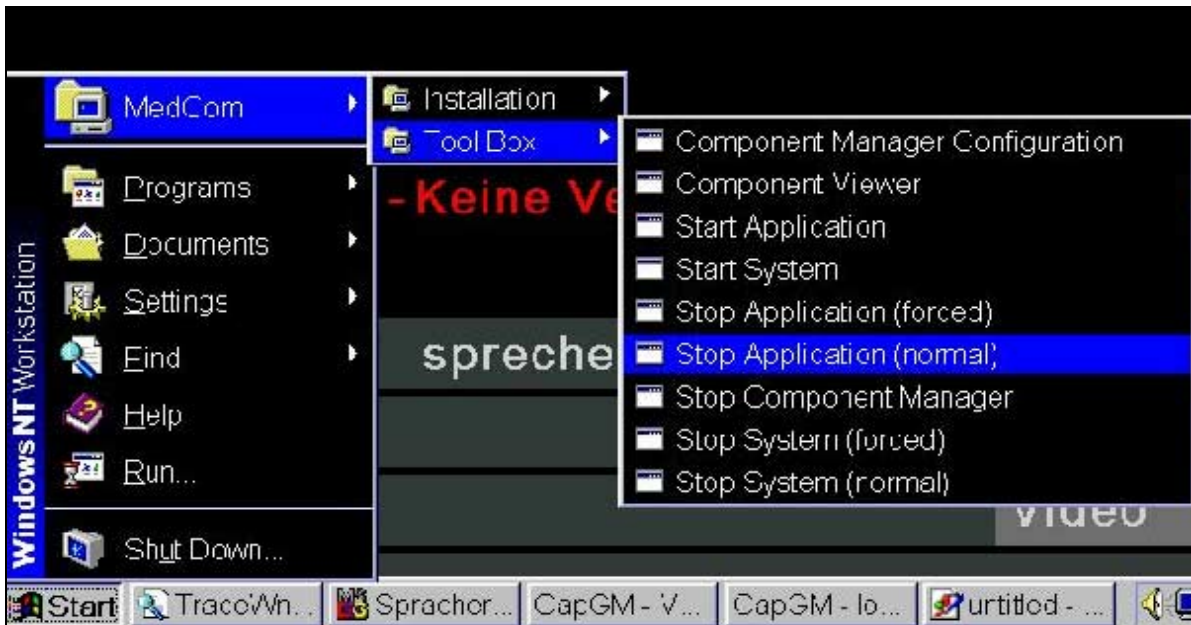 MedCom
Programs
Documents
Settings
Find
Help
Run...
Shut Down...
Windows NT Workstation
Installation
Tool Box
Component Manager Configuration
Component Viewer
Start Application
Start System
Stop Application (forced)
Stop Application (normal)
Stop Component Manager
Stop System (forced)
Stop System (normal)
- Keine Ve
spreche
Video
Start
Sprachor...
CapGM - V...
CapGM - lo...
untitled - ...